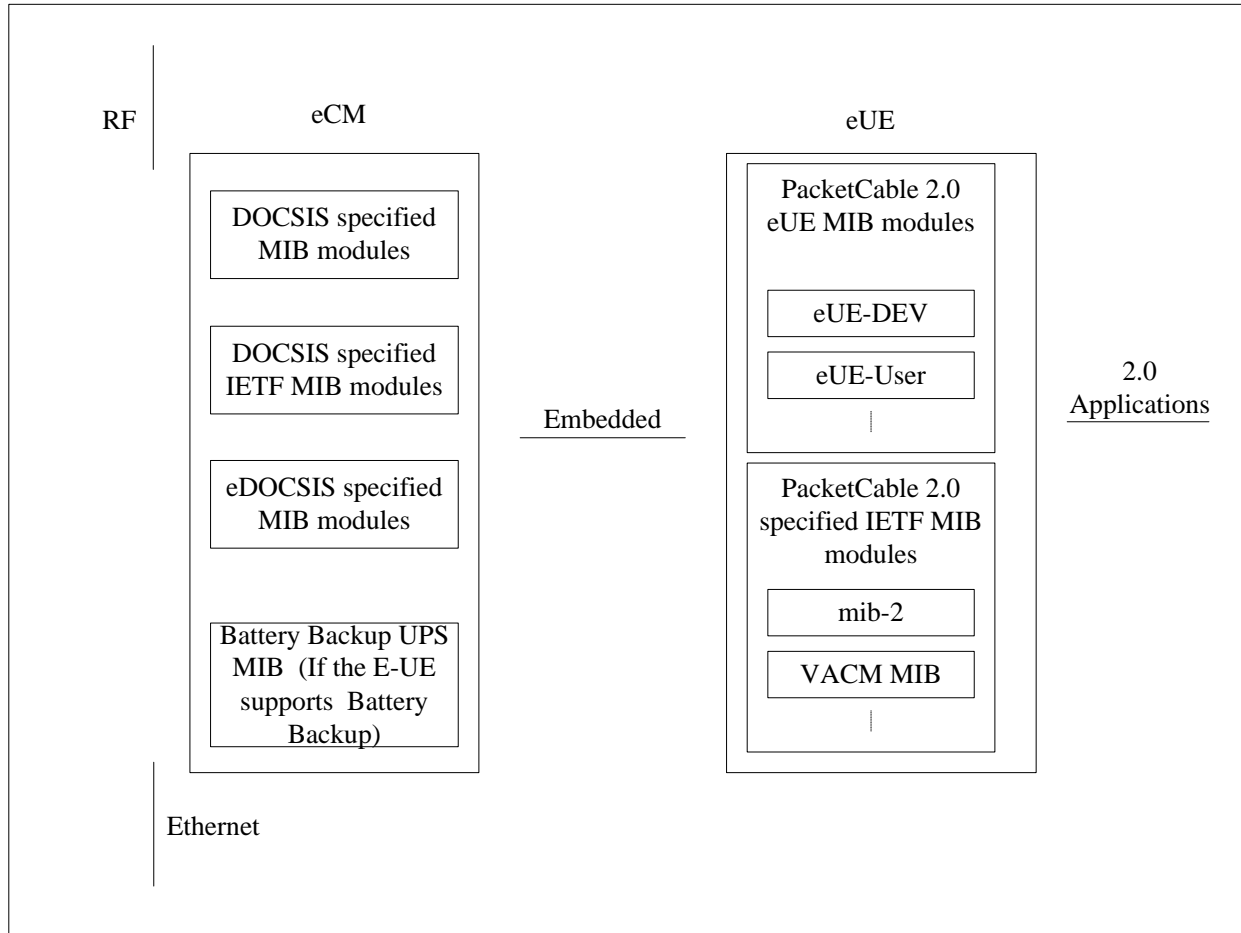 RF
eCM
eUE
DOCSIS specified
MIB modules
DOCSIS specified
IETF MIB modules
eDOCSIS specified
MIB modules
Battery Backup UPS
MIB (If the E-UE
supports Battery
Backup)
Ethernet
Embedded
PacketCable 2.0
eUE MIB modules
eUE-DEV
eUE-User
PacketCable 2.0
specified IETF MIB
modules
mib-2
VACM MIB
2.0
Applications